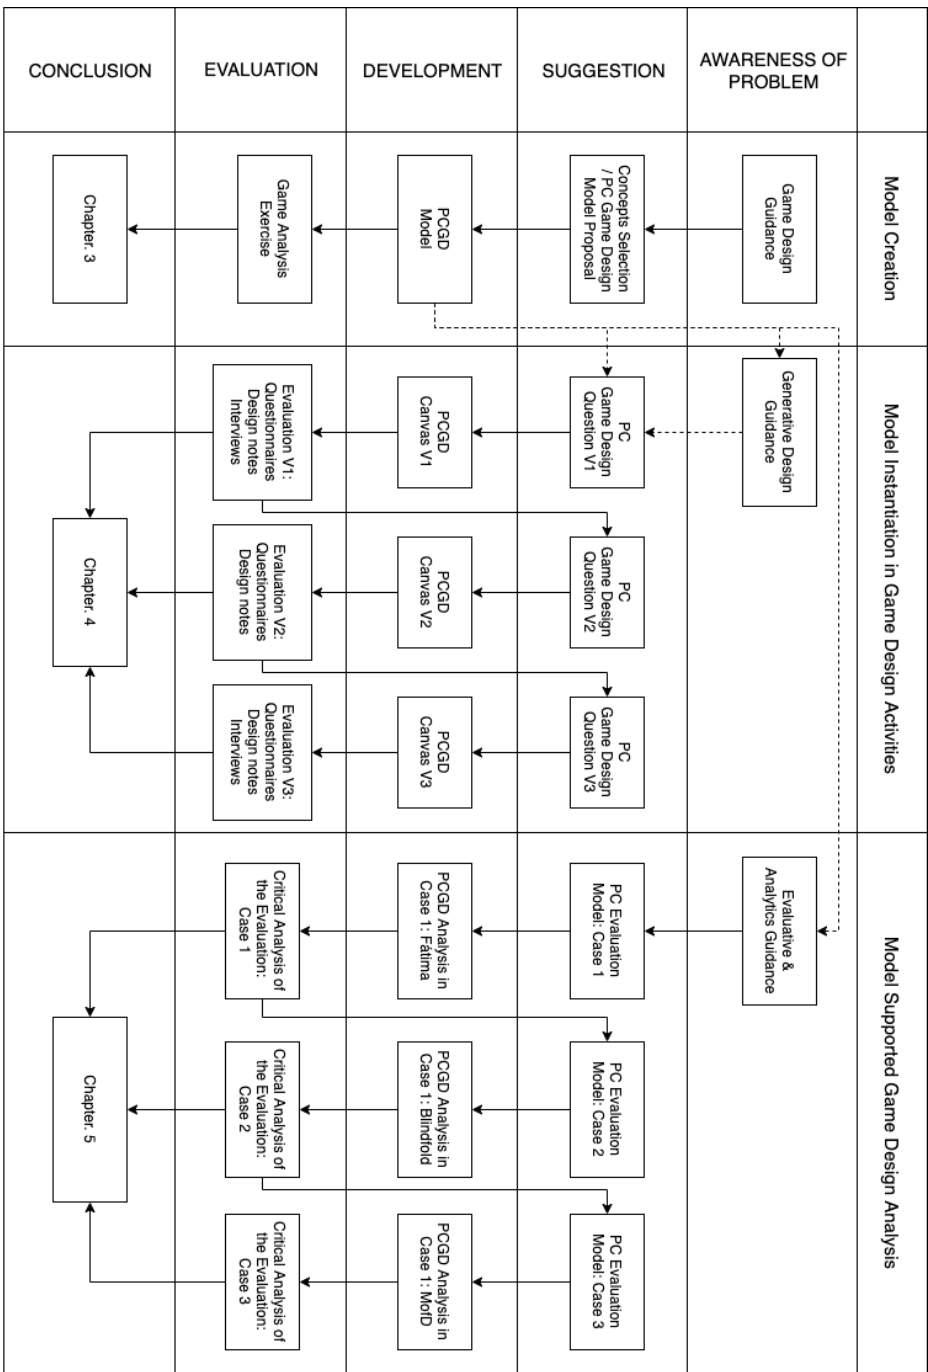 CONCLUSION
EVALUATION
DEVELOPMENT
SUGGESTION
AWARENESS OF
PROBLEM
Model Creation
Game Design
Guidance
Concepts Selection
/ PC Game Design
Model Proposal
PCGD
Model
Game Analysis
Exercise
Chapter. 3
Model Instantiation in Game Design Activities
Generative Design
Guidance
PC
Game Design
Question V1
PCGD
Canvas V1
Evaluation V1:
Questionnaires
Design notes
Interviews
PC
Game Design
Question V2
PCGD
Canvas V2
Evaluation V2:
Questionnaires
Design notes
PC
Game Design
Question V3
PCGD
Canvas V3
Evaluation V3:
Questionnaires
Design notes
Interviews
Chapter. 4
Model Supported Game Design Analysis
Evaluative &
Analytics Guidance
PC Evaluation
Model: Case 1
PCGD Analysis in
Case 1: Fátima
Critical Analysis of
the Evaluation:
Case 1
PC Evaluation
Model: Case 2
PCGD Analysis in
Case 1: Blindfold
Critical Analysis of
the Evaluation:
Case 2
PC Evaluation
Model: Case 3
PCGD Analysis in
Case 1: MofD
Critical Analysis of
the Evaluation:
Case 3
Chapter. 5